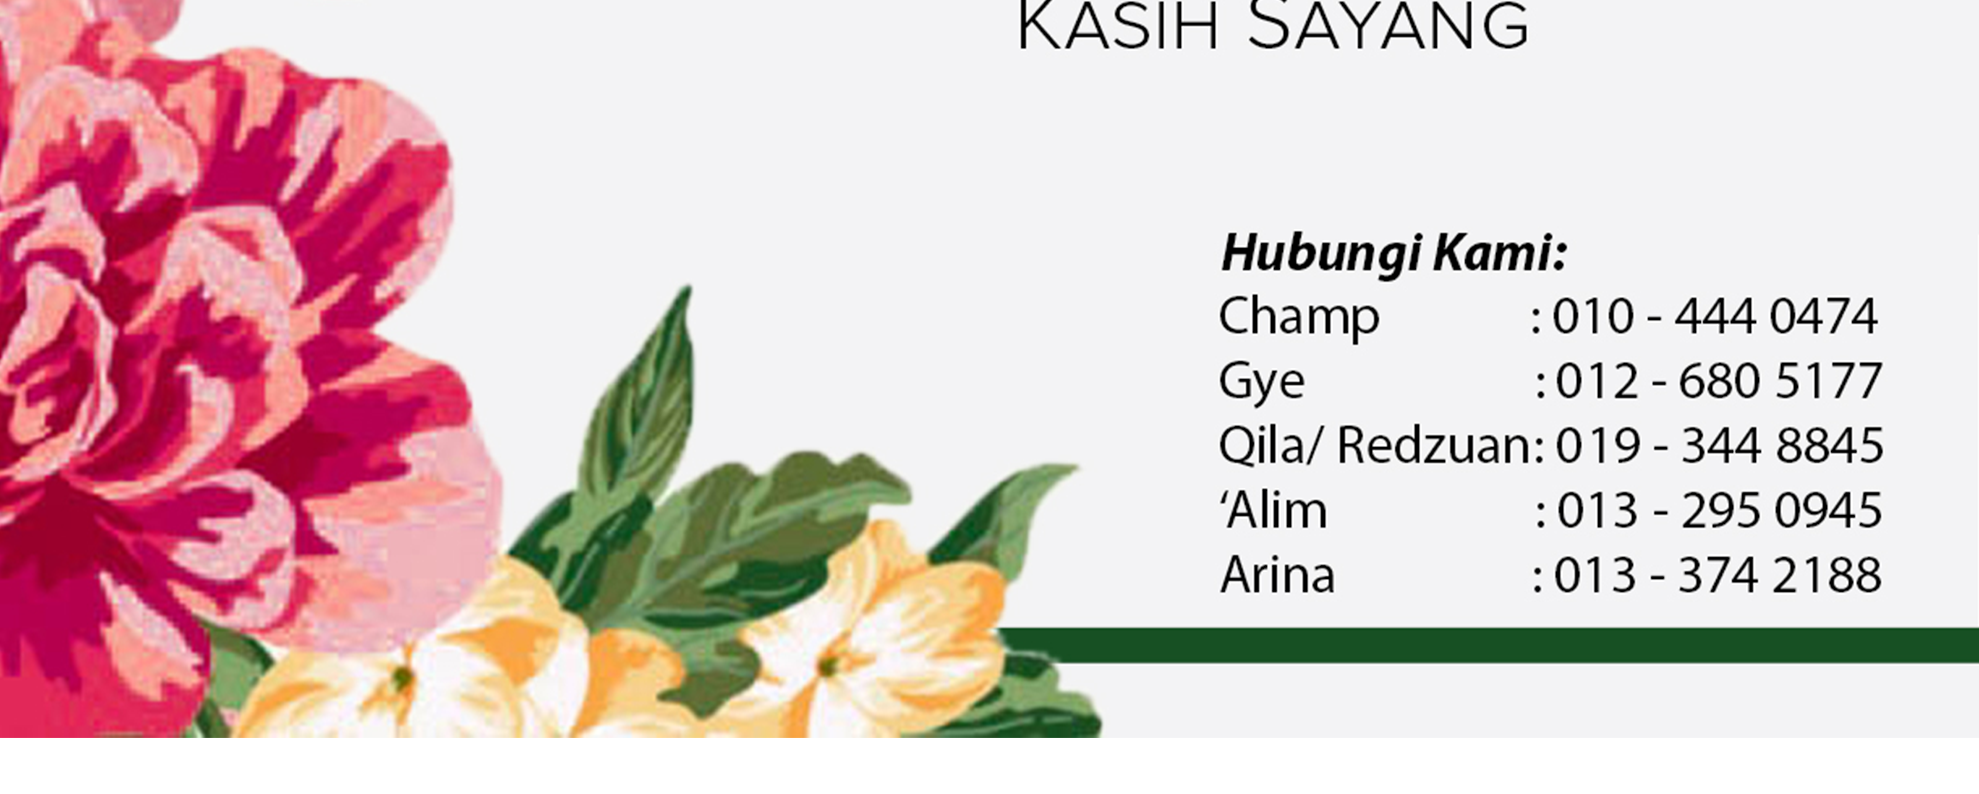 KASIH SAYANG
Hubungi Kami:
Champ : 010 - 444 0474
Gye : 012 - 680 5177
Qila/ Redzuan: 019 - 344 8845
‘Alim : 013 - 295 0945
Arina : 013 - 374 2188